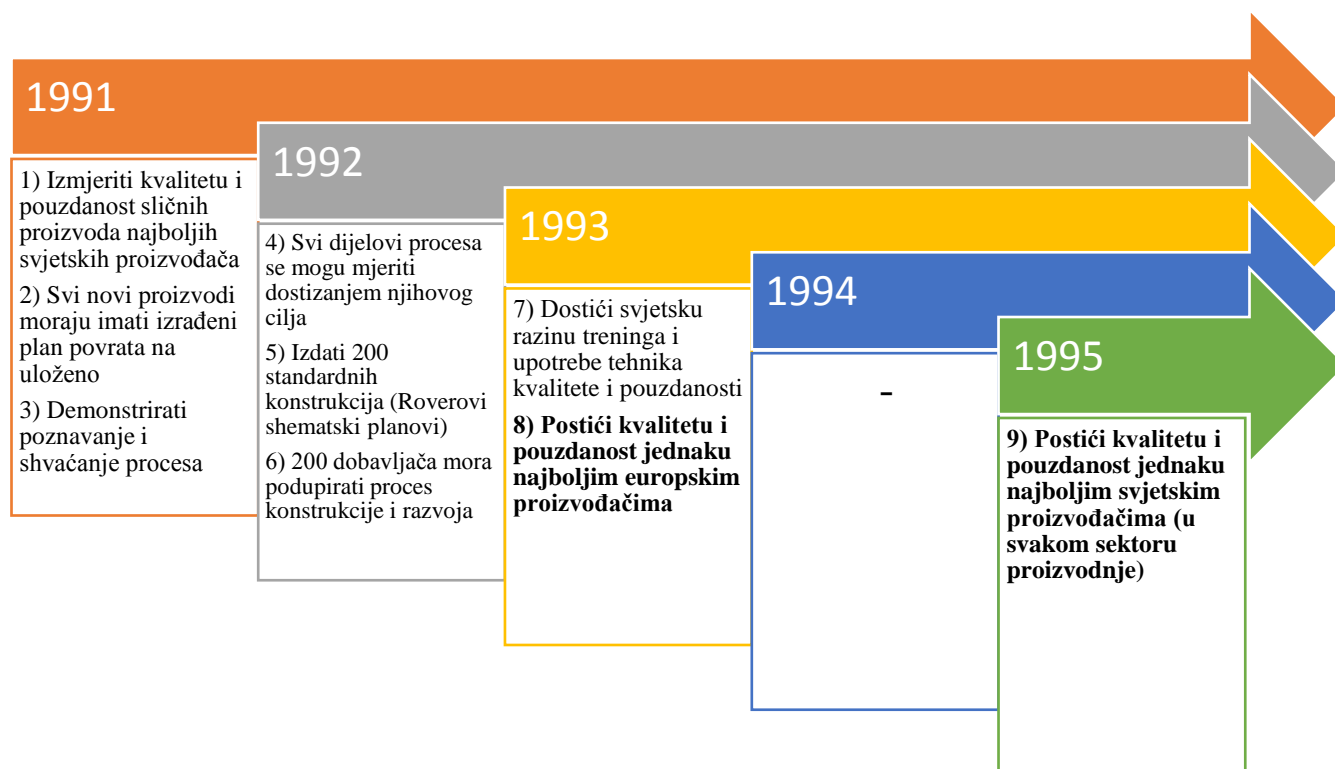 1991
1) Izmjeriti kvalitetu i
pouzdanost sličnih
proizvoda najboljih
svjetskih proizvođača
2) Svi novi proizvodi
moraju imati izrađeni
plan povrata na
uloženo
3) Demonstrirati
poznavanje i
shvaćanje procesa
1992
4) Svi dijelovi procesa
se mogu mjeriti
dostizanjem njihovog
cilja
5) Izdati 200
standardnih
konstrukcija (Roverovi
shematski planovi)
6) 200 dobavljača mora
podupirati proces
konstrukcije i razvoja
1993
7) Dostići svjetsku
razinu treninga i
upotrebe tehnika
kvalitete i pouzdanosti
8) Postići kvalitetu i
pouzdanost jednaku
najboljim europskim
proizvođačima
1994
-
1995
9) Postići kvalitetu i
pouzdanost jednaku
najboljim svjetskim
proizvođačima (u
svakom sektoru
proizvodnje)